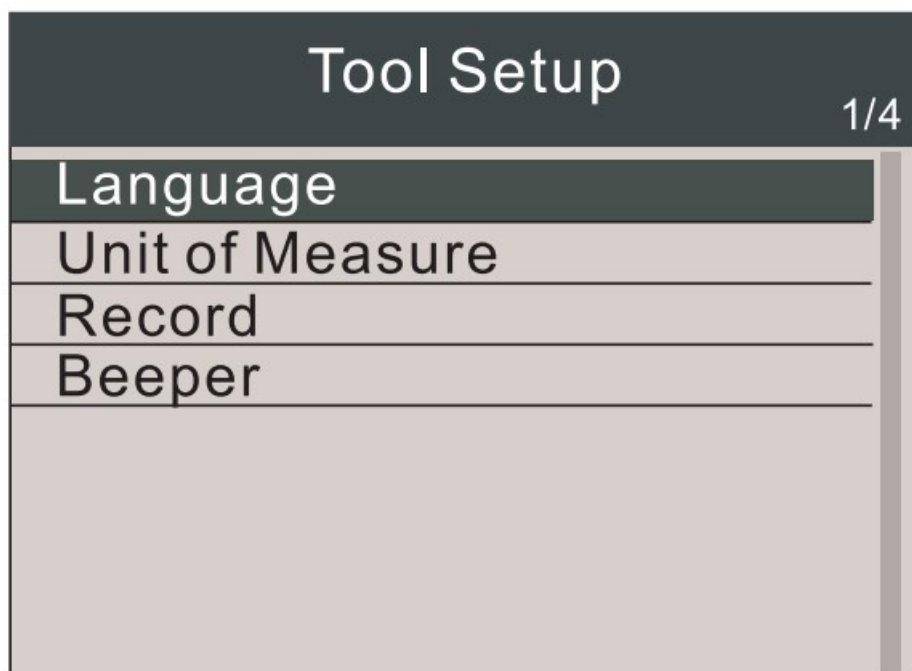 Tool Setup
1/4
Language
Unit of Measure
Record
Beeper